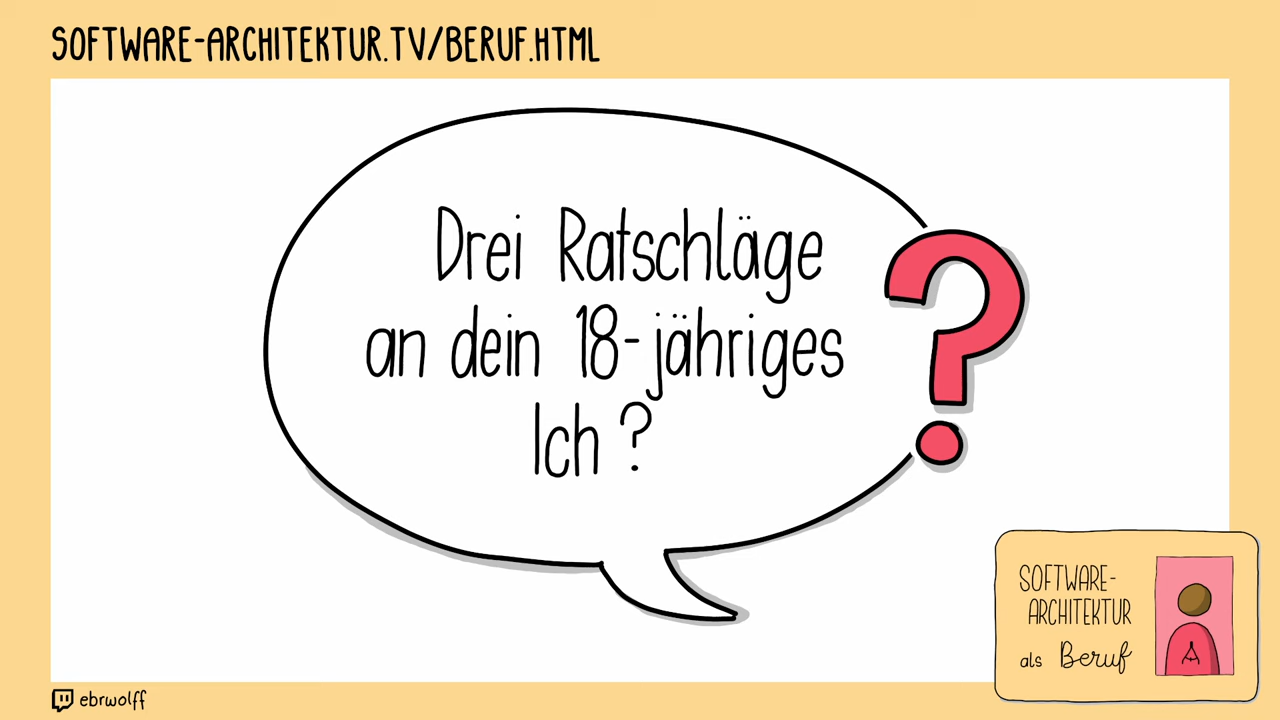 SOFTWARE-ARCHITEKTUR.TV/BERUF.HTML
Drei Ratschläge
an dein 18-jähriges
Ich ?
?
SOFTWARE-
ARCHITEKTUR
als Beruf
ebrwolff